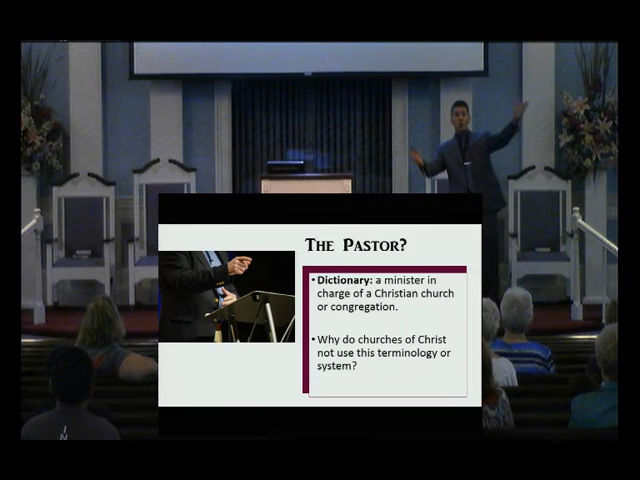 THE PASTOR?
• Dictionary: a minister in
charge of a Christian church
or congregation.
• Why do churches of Christ
not use this terminology or
system?